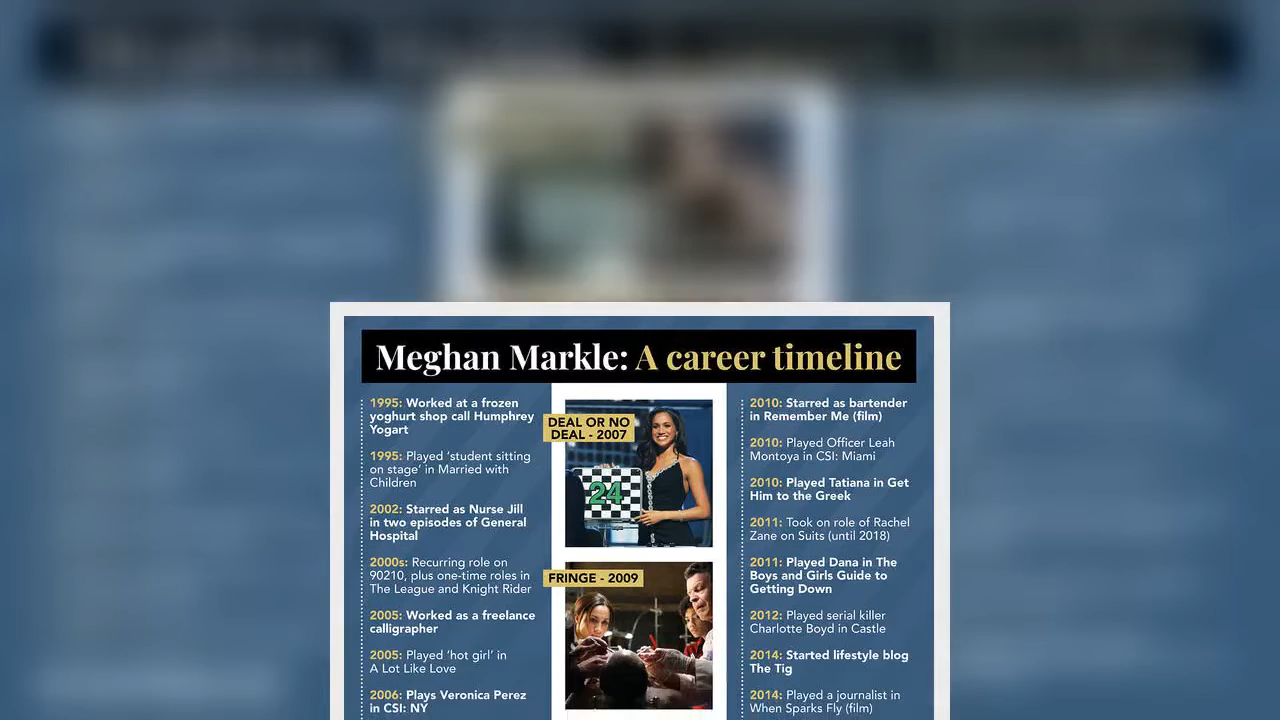 Meghan Markle: A career timeline
1995: Worked at a frozen
yoghurt shop call Humphrey
Yogart
1995: Played ‘student sitting
on stage’ in Married with
Children
2002: Starred as Nurse Jill
in two episodes of General
Hospital
2000s: Recurring role on
90210, plus one-time roles in
The League and Knight Rider
2005: Worked as a freelance
calligrapher
2005: Played ‘hot girl’ in
A Lot Like Love
2006: Plays Veronica Perez
in CSI: NY
DEAL OR NO
DEAL - 2007
24
FRINGE - 2009
2010: Starred as bartender
in Remember Me (film)
2010: Played Officer Leah
Montoya in CSI: Miami
2010: Played Tatiana in Get
Him to the Greek
2011: Took on role of Rachel
Zane on Suits (until 2018)
2011: Played Dana in The
Boys and Girls Guide to
Getting Down
2012: Played serial killer
Charlotte Boyd in Castle
2014: Started lifestyle blog
The Tig
2014: Played a journalist in
When Sparks Fly (film)